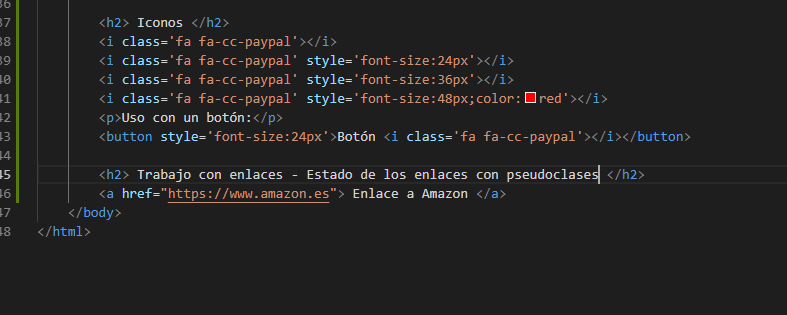 36
37 <h2> Iconos </h2>
38 <i class='fa fa-cc-paypal'></i>
39 <i class='fa fa-cc-paypal' style='font-size:24px'></i>
40 <i class='fa fa-cc-paypal' style='font-size:36px'></i>
41 <i class='fa fa-cc-paypal' style='font-size:48px;color:red'></i>
42 <p>Uso con un botón:</p>
43 <button style='font-size:24px'>Botón <i class='fa fa-cc-paypal'></i></button>
44
45 <h2> Trabajo con enlaces - Estado de los enlaces con pseudoclases </h2>
46 <a href="https://www.amazon.es"> Enlace a Amazon </a>
47 </body>
48 </html>